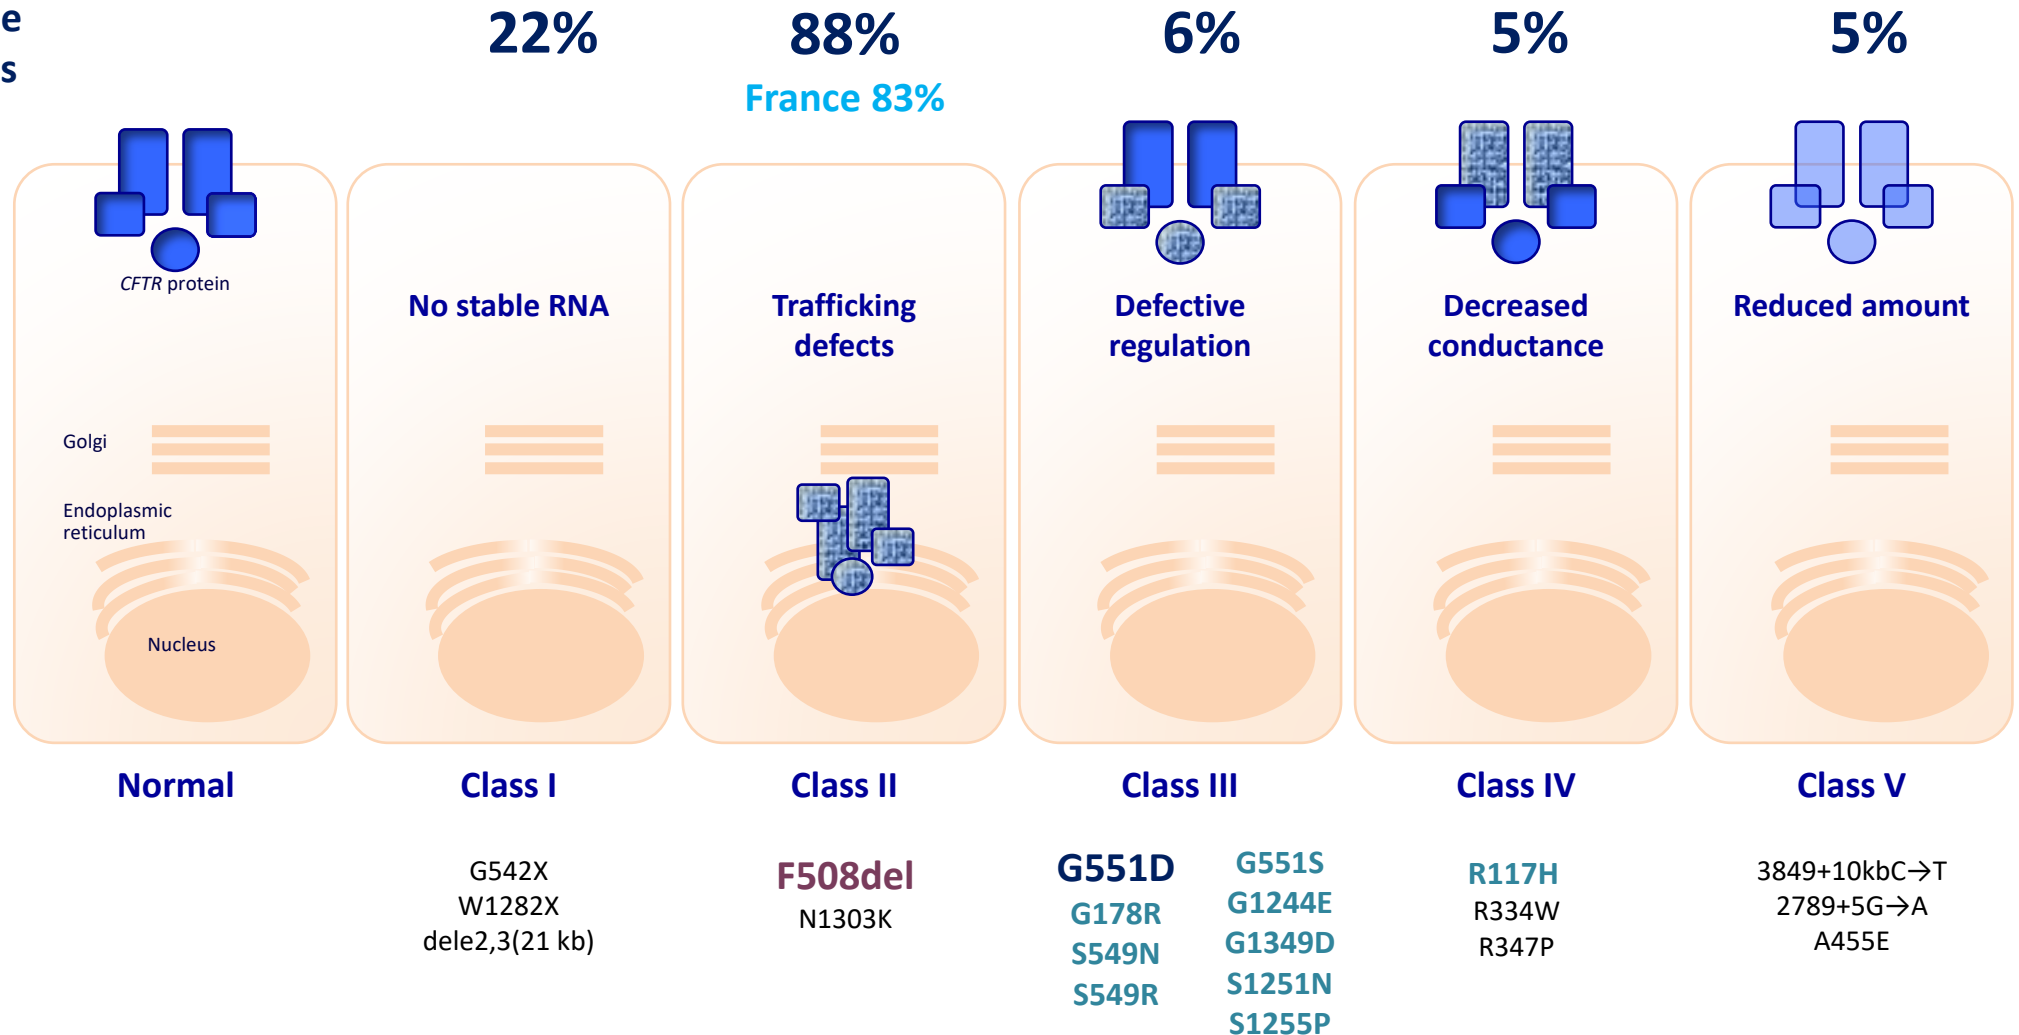 e
s
22%
88%
6%
5%
5%
France 83%
CFTR protein
No stable RNA
Trafficking
defects
Defective
regulation
Decreased
conductance
Reduced amount
Golgi
Endoplasmic
reticulum
Nucleus
Normal
Class I
Class II
Class III
Class IV
Class V
G542X
W1282X
dele2,3(21 kb)
F508del
N1303K
G551D
G178R
S549N
S549R
G551S
G1244E
G1349D
S1251N
S1255P
R117H
R334W
R347P
3849+10kbC→T
2789+5G→A
A455E